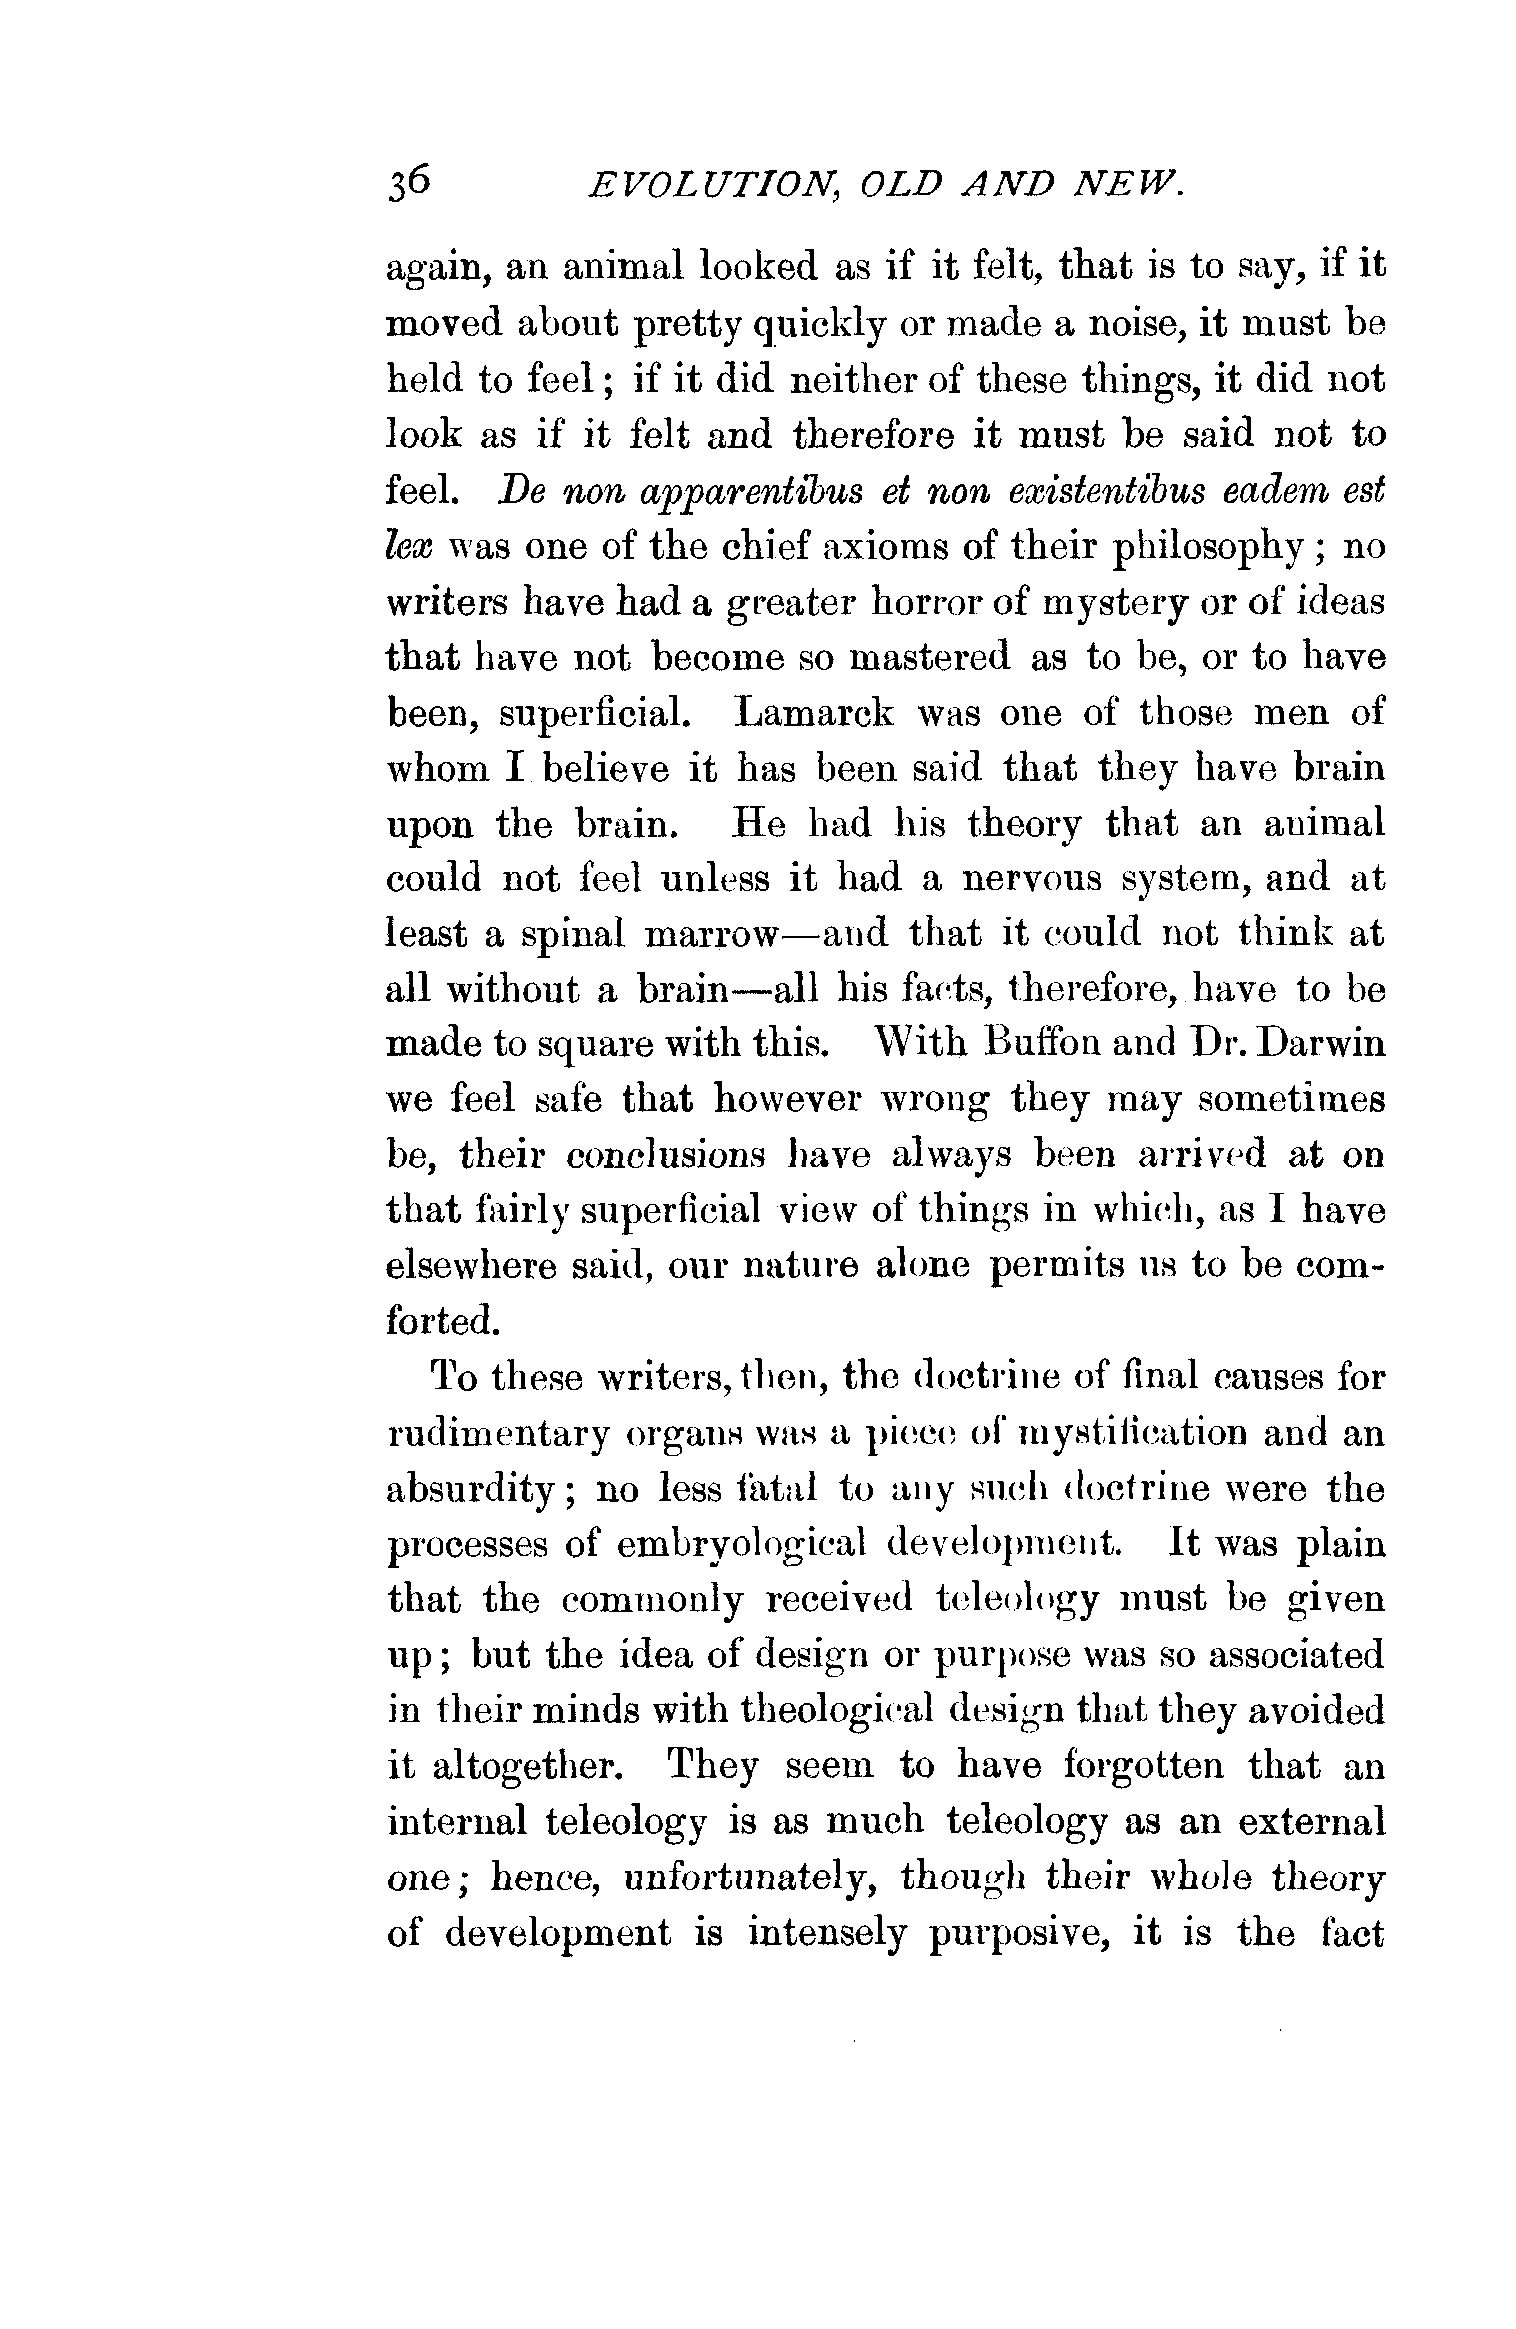 36 EVOLUTION, OLD AND NEW.
again, an animal looked as if it felt, that is to say, if it
moved about pretty quickly or made a noise, it must be
held to feel; if it did neither of these things, it did not
look as if it felt and therefore it must be said not to
feel. De non apparentibus et non existentibus eadem est
lex was one of the chief axioms of their philosophy; no
writers have had a greater horror of mystery or of ideas
that have not become so mastered as to be, or to have
been, superficial. Lamarck was one of those men of
whom I believe it has been said that they have brain
upon the brain. He had his theory that an animal
could not feel unless it had a nervous system, and at
least a spinal marrow—and that it could not think at
all without a brain—all his facts, therefore, have to be
made to square with this. With Buffon and Dr. Darwin
we feel safe that however wrong they may sometimes
be, their conclusions have always been arrived at on
that fairly superficial view of things in which, as I have
elsewhere said, our nature alone permits us to be com-
forted.
To these writers, then, the doctrine of final causes for
rudimentary organs was a piece of mystification and an
absurdity; no less fatal to any such doctrine were the
processes of embryological development. It was plain
that the commonly received teleology must be given
up; but the idea of design or purpose was so associated
in their minds with theological design that they avoided
it altogether. They seem to have forgotten that an
internal teleology is as much teleology as an external
one; hence, unfortunately, though their whole theory
of development is intensely purposive, it is the fact